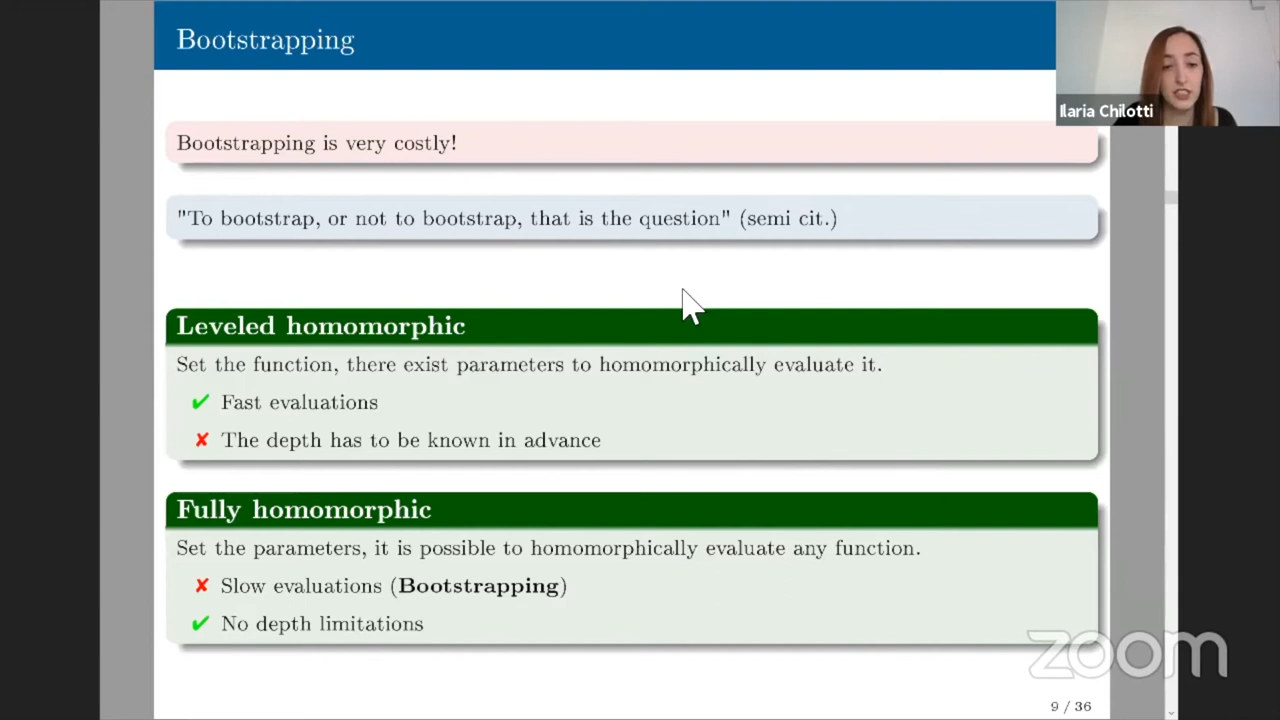 Bootstrapping
Ilaria Chilotti
Bootstrapping is very costly!
"To bootstrap, or not to bootstrap, that is the question" (semi cit.)
Leveled homomorphic
Set the function, there exist parameters to homomorphically evaluate it.
✔ Fast evaluations
✘ The depth has to be known in advance
Fully homomorphic
Set the parameters, it is possible to homomorphically evaluate any function.
✘ Slow evaluations (Bootstrapping)
✔ No depth limitations
zoom
9 / 36